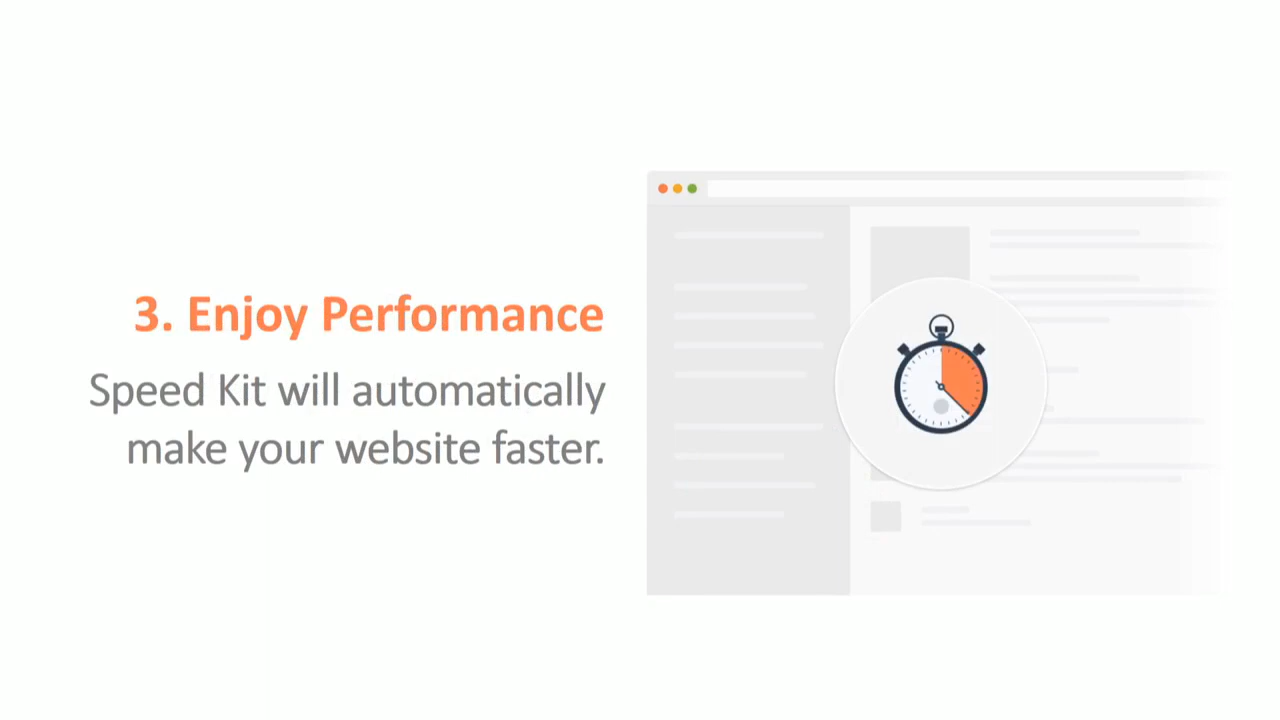 3. Enjoy Performance
Speed Kit will automatically
make your website faster.